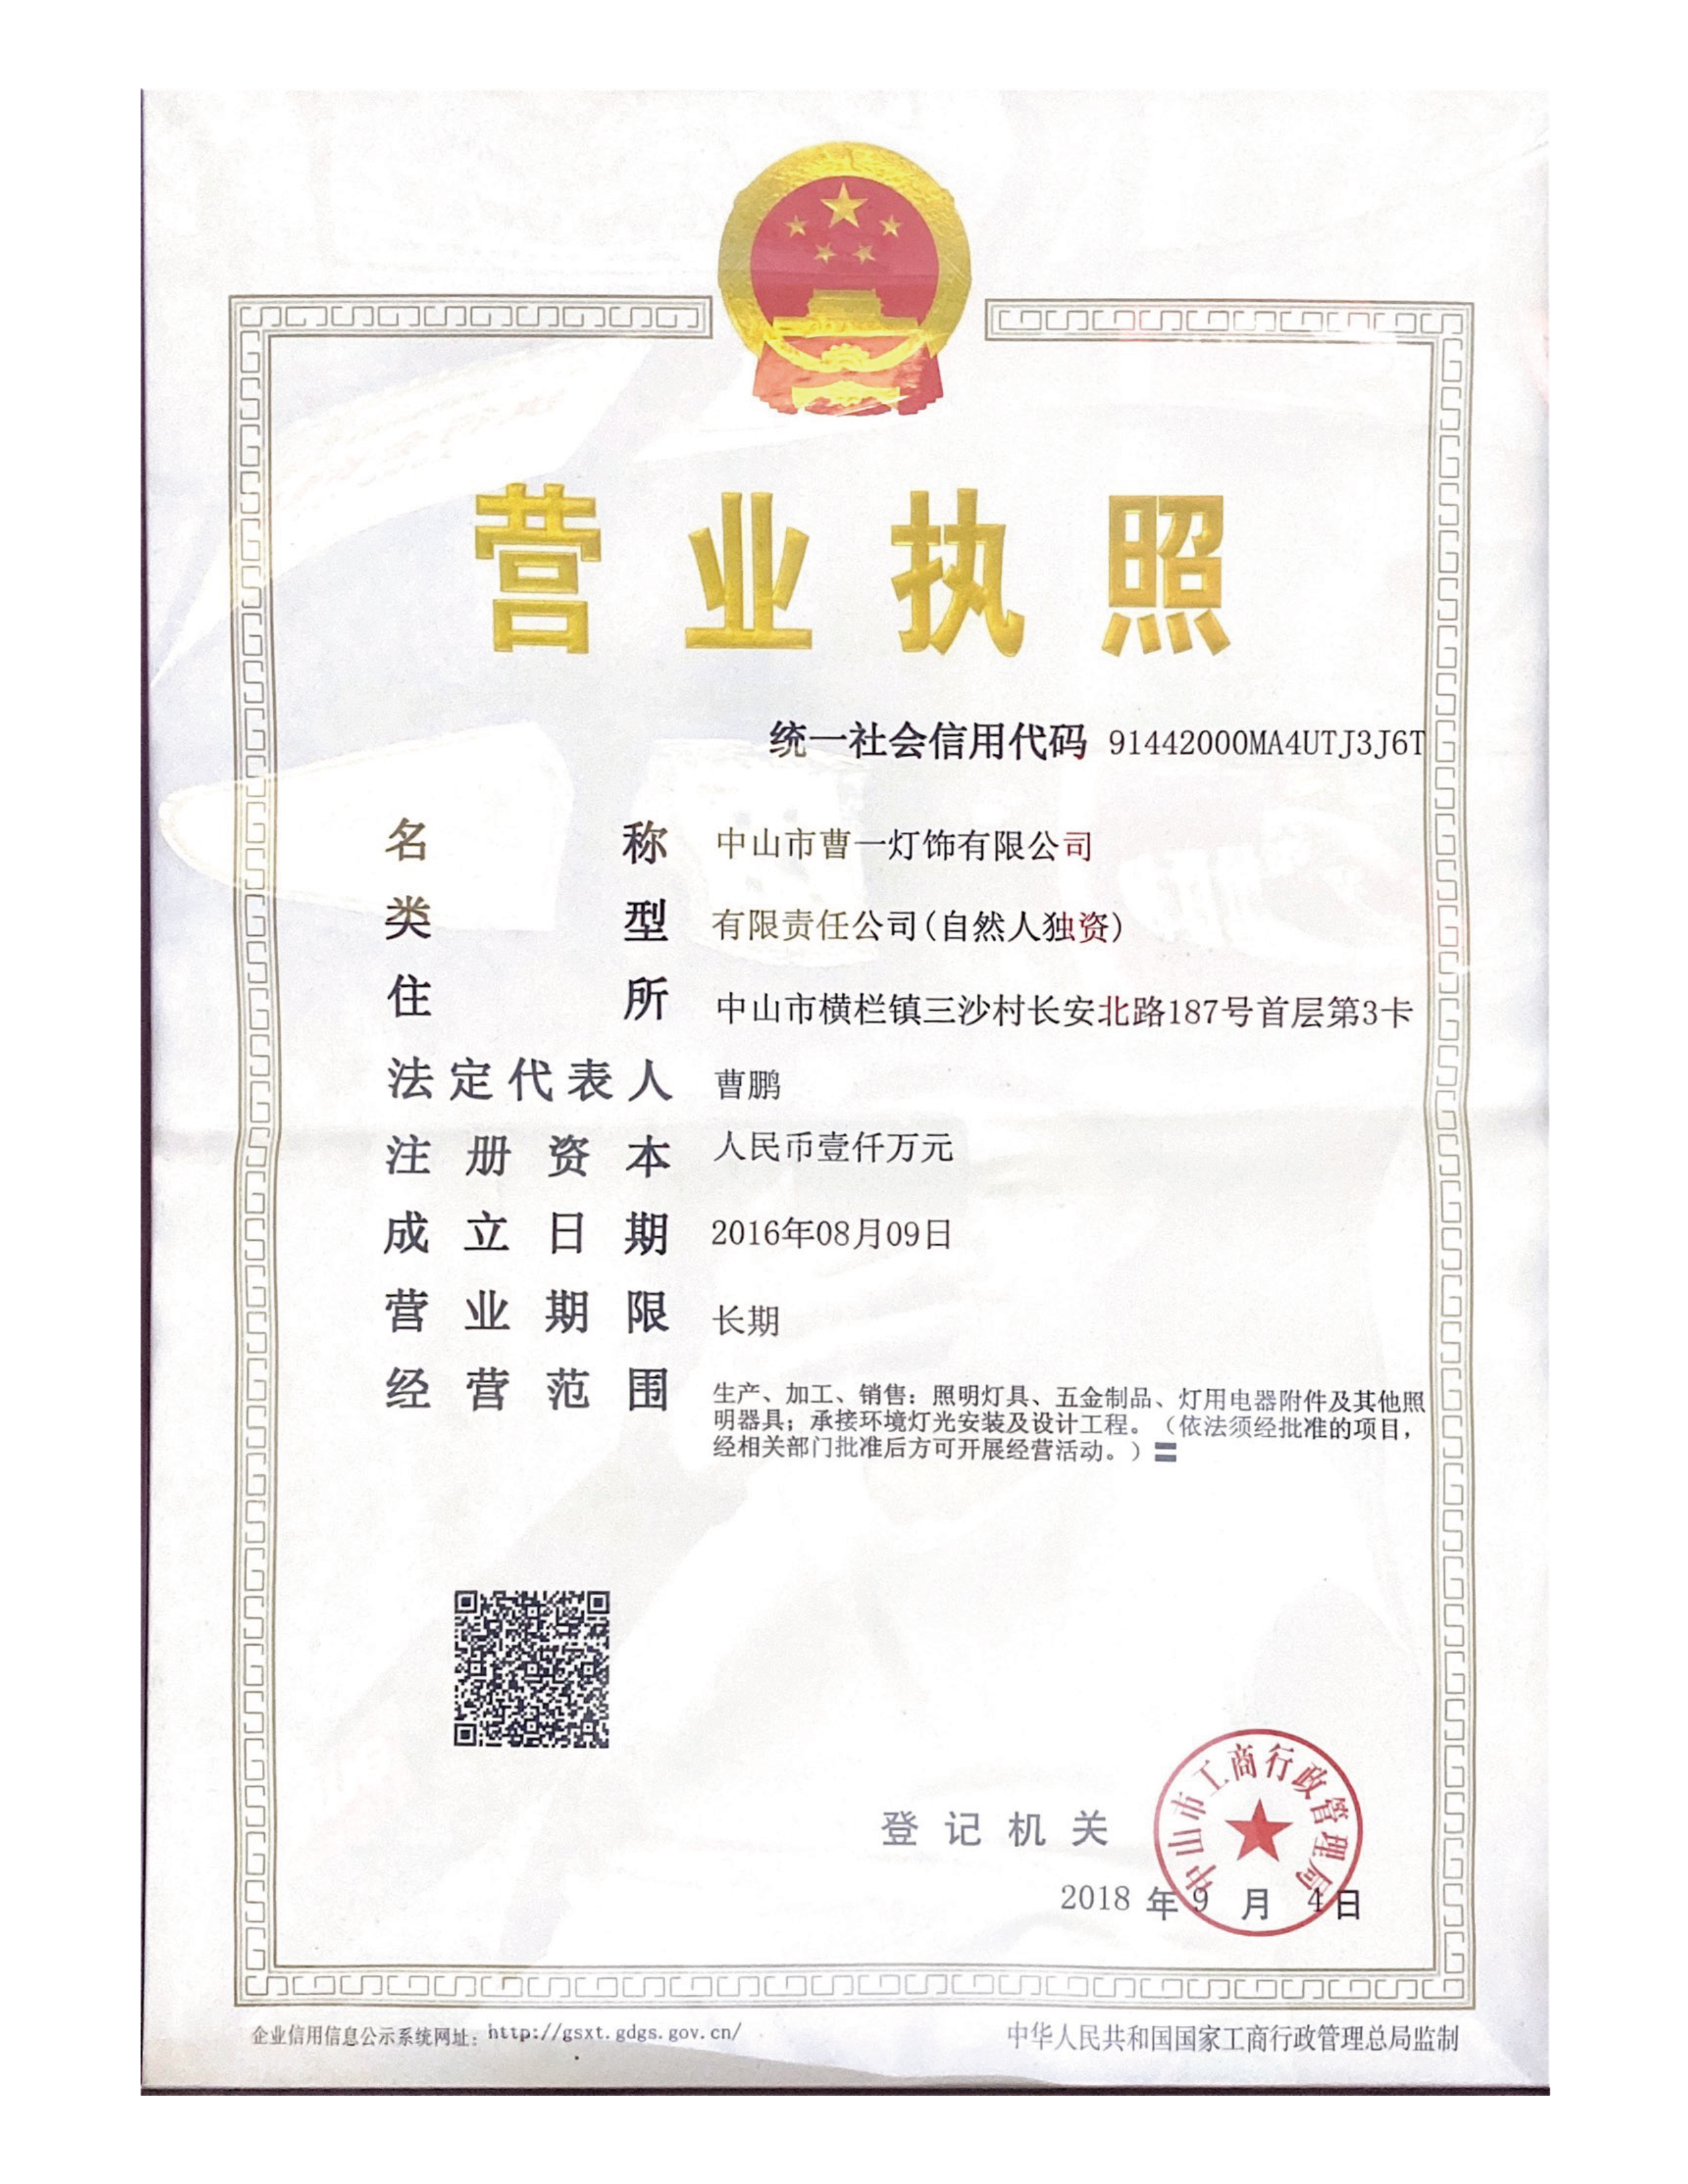 营业执照
统一社会信用代码 91442000MA4UTJ3J6T
名称 中山市曹一灯饰有限公司
类型 有限责任公司(自然人独资)
住所 中山市横栏镇三沙村长安北路187号首层第3卡
法定代表人 曹鹏
注册资本 人民币壹仟万元
成立日期 2016年08月09日
营业期限 长期
经营范围 生产、加工、销售：照明灯具、五金制品、灯用电器附件及其他照
明器具；承接环境灯光安装及设计工程。（依法须经批准的项目，
经相关部门批准后方可开展经营活动。）〓
登记机关
中山市工商行政管理局
2018 年 9 月 4 日
企业信用信息公示系统网址：http://gsxt.gdgs.gov.cn/
中华人民共和国国家工商行政管理总局监制